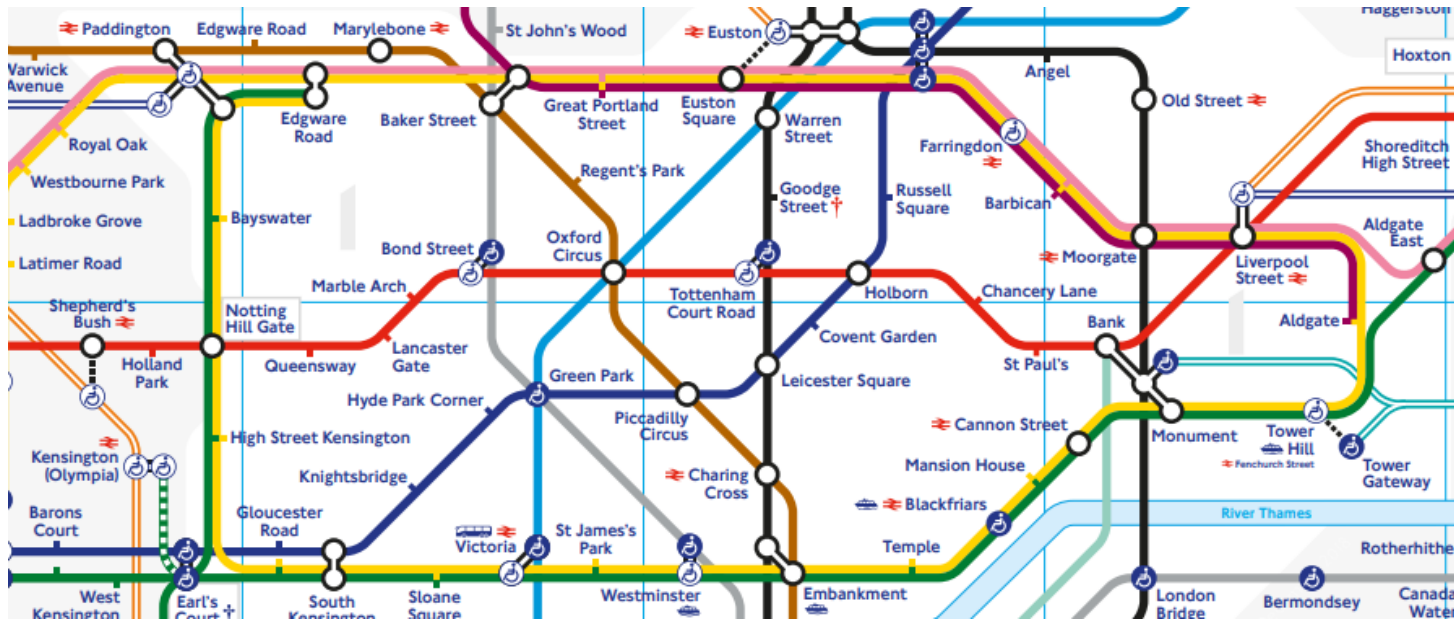 Haggerston
Paddington
Edgware Road
Marylebone
St John's Wood
Euston
Hoxton
Warwick
Avenue
Angel
Edgware
Road
Baker Street
Great Portland
Street
Euston
Square
Warren
Street
Old Street
Royal Oak
Farringdon
Shoreditch
High Street
Westbourne Park
Regent's Park
Goodge
Street†
Russell
Square
Barbican
Ladbroke Grove
Bayswater
Bond Street
Oxford
Circus
Aldgate
East
Latimer Road
Moorgate
Liverpool
Street
Marble Arch
Tottenham
Court Road
Holborn
Chancery Lane
Shepherd's
Bush
Notting
Hill Gate
Aldgate
Bank
Holland
Park
Queensway
Lancaster
Gate
Covent Garden
St Paul's
Green Park
Leicester Square
Hyde Park Corner
Piccadilly
Circus
Cannon Street
Monument
Tower
Hill
Fenchurch Street
High Street Kensington
Kensington
(Olympia)
Knightsbridge
Charing
Cross
Mansion House
Tower
Gateway
Blackfriars
Barons
Court
Gloucester
Road
Victoria
St James's
Park
Temple
River Thames
Rotherhithe
West
Kensington
Earl's
Court †
South
Kensington
Sloane
Square
Westminster
Embankment
London
Bridge
Bermondsey
Canada
Water